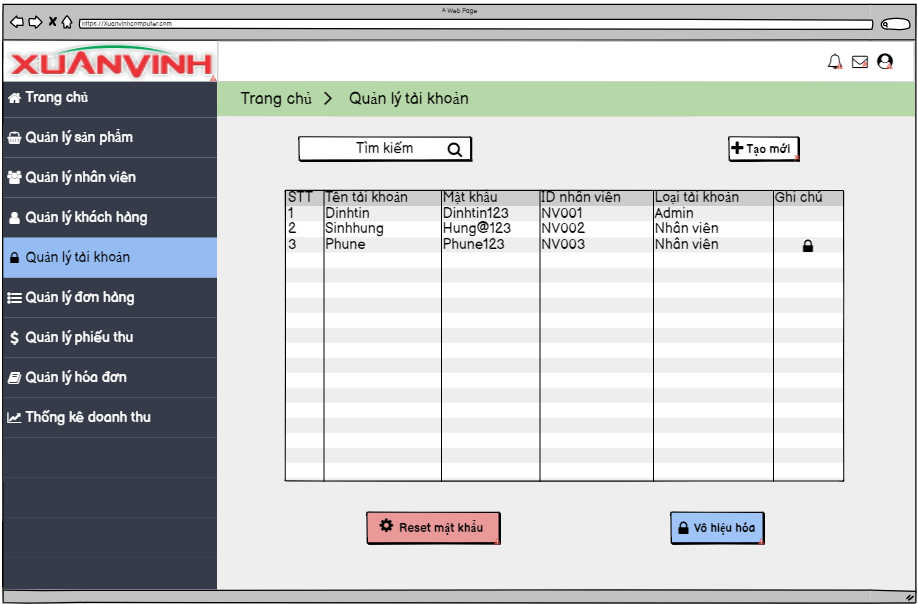 A Web Page
https://xuanvinhcomputer.com
XUÂNVINH
Trang chủ
Quản lý sản phẩm
Quản lý nhân viên
Quản lý khách hàng
Quản lý tài khoản
Quản lý đơn hàng
Quản lý phiếu thu
Quản lý hóa đơn
Thống kê doanh thu
Trang chủ > Quản lý tài khoản
Tìm kiếm
Tạo mới
STT Tên tài khoản Mật khẩu ID nhân viên Loại tài khoản Ghi chú
1 Dinhtin Dinhtin123 NV001 Admin
2 Sinhhung Hung@123 NV002 Nhân viên
3 Phune Phune123 NV003 Nhân viên
Reset mật khẩu
Vô hiệu hóa